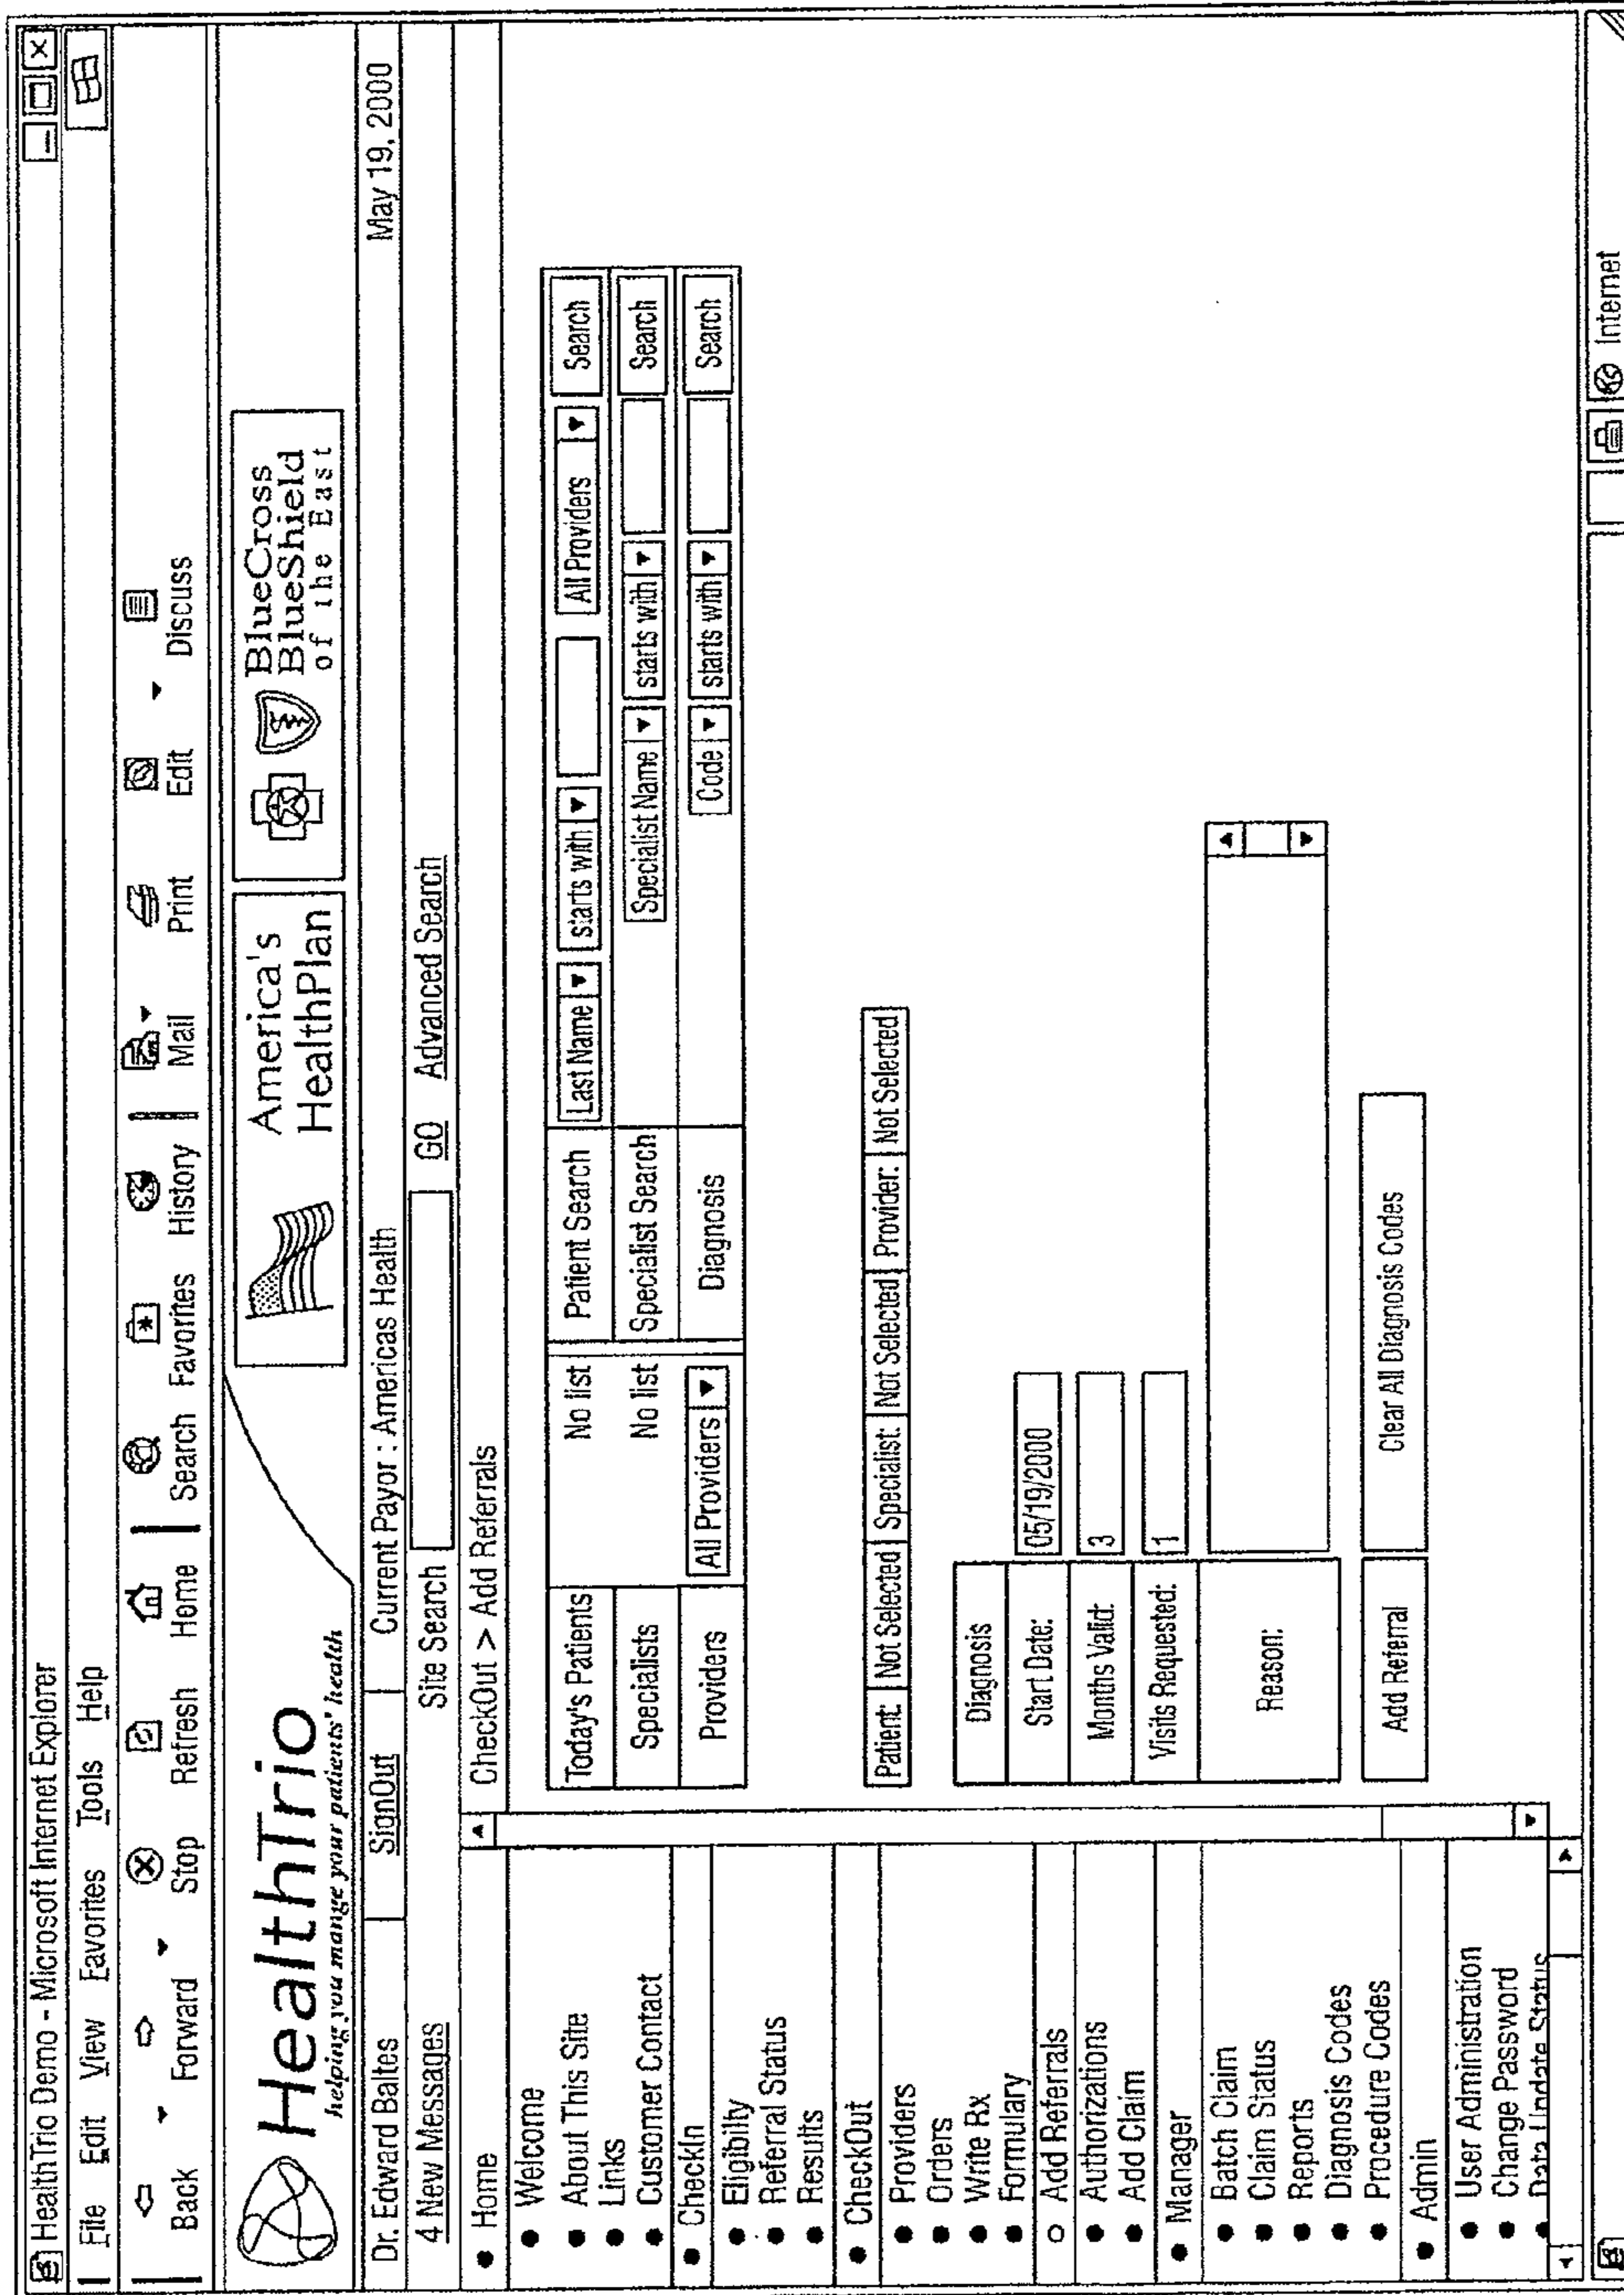 HealthTrio Demo - Microsoft Internet Explorer
File Edit View Favorites Tools Help
Back Forward Stop Refresh Home Search Favorites History Mail Print Edit Discuss
HealthTrio
helping you mange your patients' health
America's
HealthPlan
BlueCross
BlueShield
of the East
Dr. Edward Baltes SignOut Current Payor : Americas Health May 19, 2000
4 New Messages Site Search GO Advanced Search
Home
Welcome
About This Site
Links
Customer Contact
CheckIn
Eligibilty
Referral Status
Results
CheckOut
Providers
Orders
Write Rx
Formulary
Add Referrals
Authorizations
Add Claim
Manager
Batch Claim
Claim Status
Reports
Diagnosis Codes
Procedure Codes
Admin
User Administration
Change Password
Data Update Status
CheckOut > Add Referrals
Today's Patients No list Patient Search Last Name starts with All Providers Search
Specialists No list Specialist Search Specialist Name starts with Search
Providers All Providers Diagnosis Code starts with Search
Patient: Not Selected Specialist: Not Selected Provider: Not Selected
Diagnosis
Start Date: 05/19/2000
Months Valid: 3
Visits Requested: 1
Reason:
Add Referral Clear All Diagnosis Codes
Internet